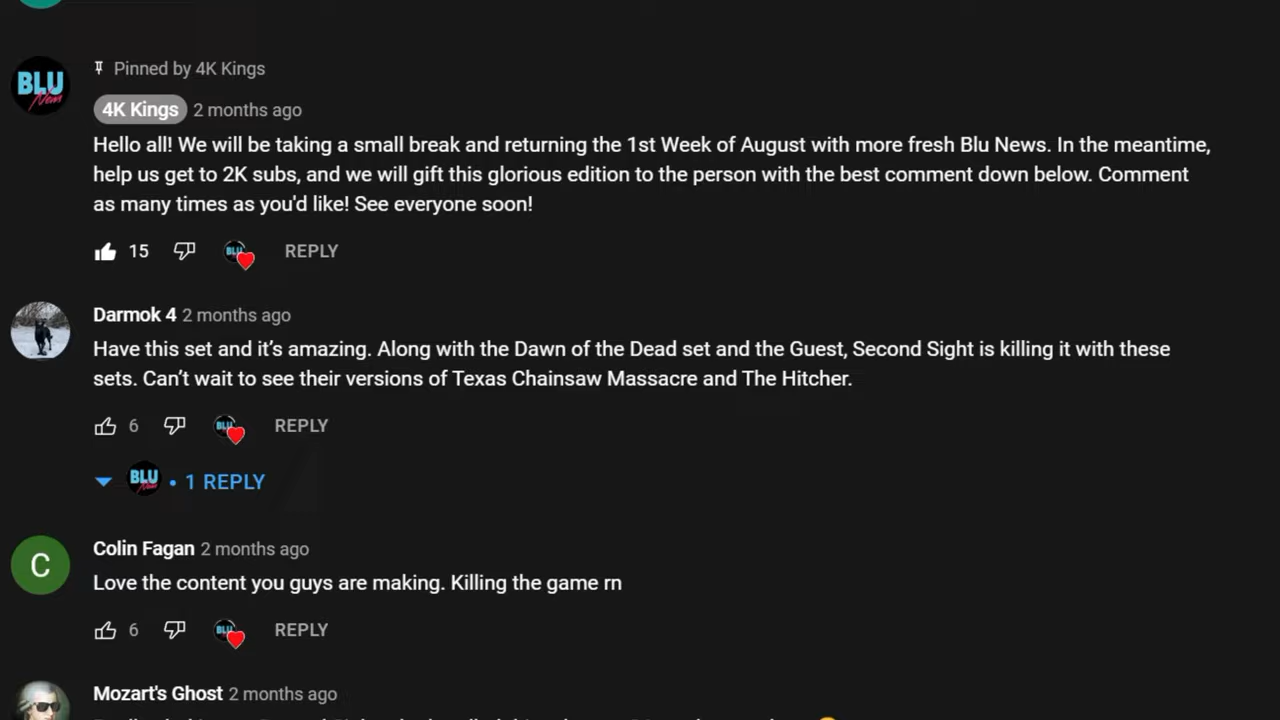 BLU
News
Pinned by 4K Kings
4K Kings 2 months ago
Hello all! We will be taking a small break and returning the 1st Week of August with more fresh Blu News. In the meantime,
help us get to 2K subs, and we will gift this glorious edition to the person with the best comment down below. Comment
as many times as you'd like! See everyone soon!
15 BLU REPLY
Darmok 4 2 months ago
Have this set and it’s amazing. Along with the Dawn of the Dead set and the Guest, Second Sight is killing it with these
sets. Can’t wait to see their versions of Texas Chainsaw Massacre and The Hitcher.
6 BLU REPLY
BLU News • 1 REPLY
C
Colin Fagan 2 months ago
Love the content you guys are making. Killing the game rn
6 BLU REPLY
Mozart's Ghost 2 months ago